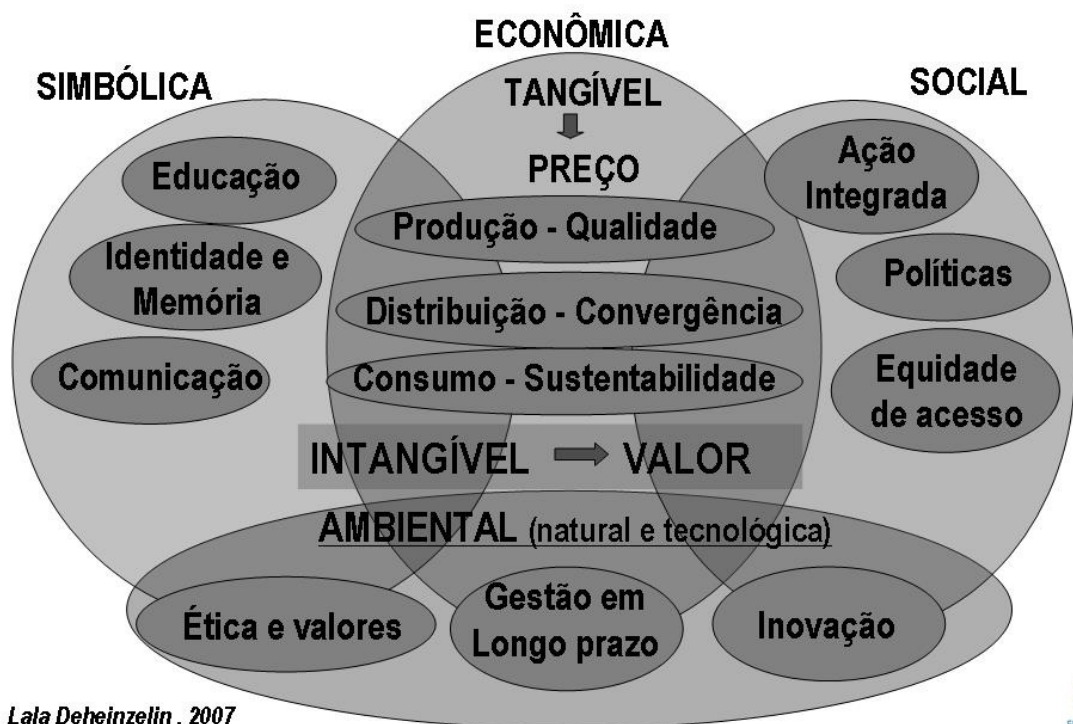 ECONÔMICA
SIMBÓLICA
SOCIAL
TANGÍVEL
PREÇO
Educação
Identidade e
Memória
Comunicação
Produção - Qualidade
Distribuição - Convergência
Consumo - Sustentabilidade
Ação
Integrada
Políticas
Equidade
de acesso
INTANGÍVEL VALOR
AMBIENTAL (natural e tecnológica)
Ética e valores
Gestão em
Longo prazo
Inovação
Lala Deheinzelin , 2007